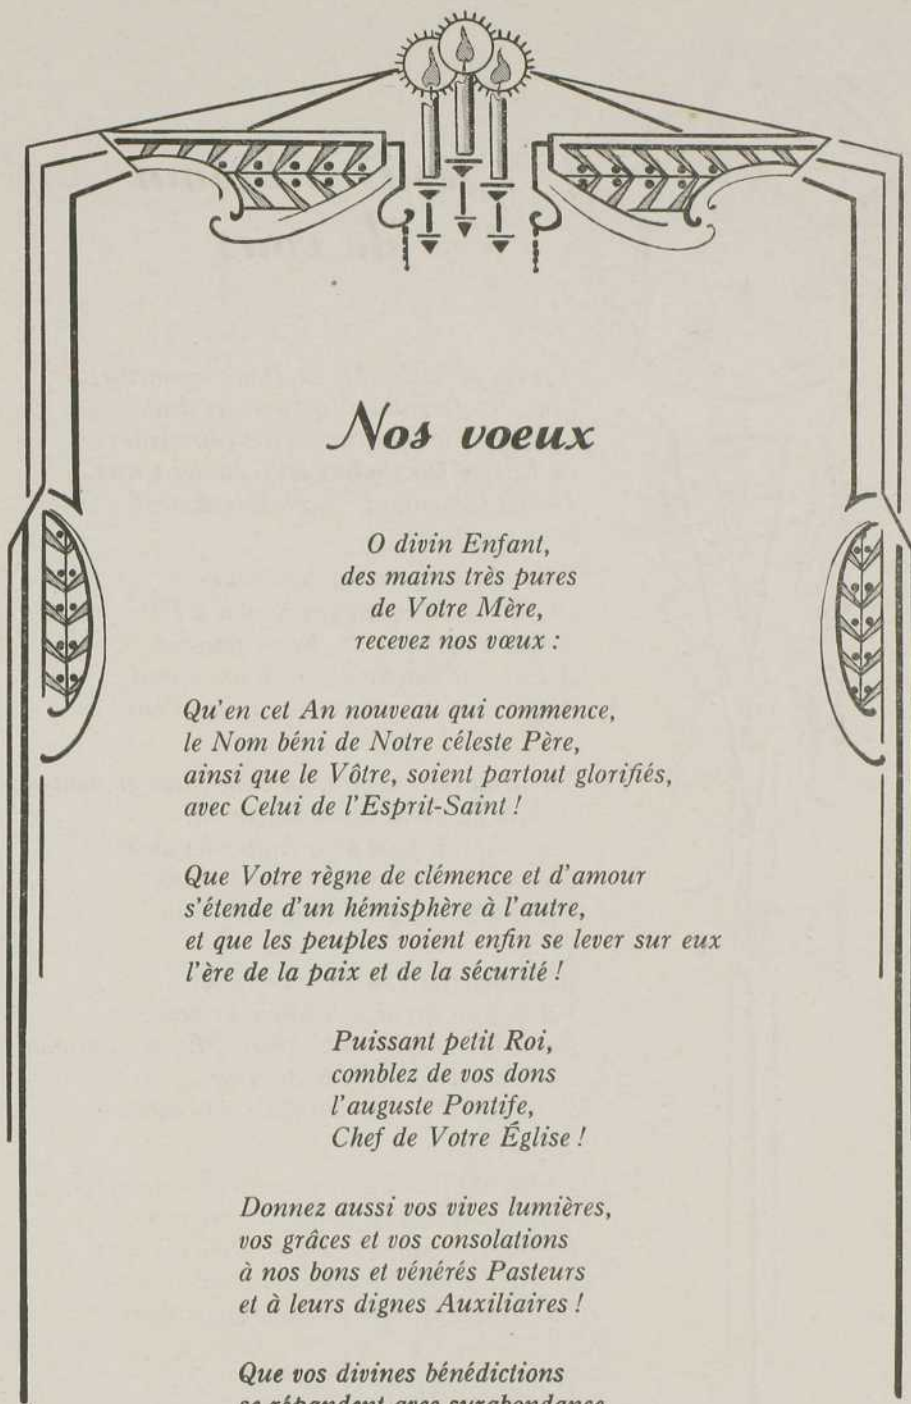 Nos voeux
O divin Enfant,
des mains très pures
de Votre Mère,
recevez nos vœux :
Qu'en cet An nouveau qui commence,
le Nom béni de Notre céleste Père,
ainsi que le Vôtre, soient partout glorifiés,
avec Celui de l'Esprit-Saint !
Que Votre règne de clémence et d'amour
s'étende d'un hémisphère à l'autre,
et que les peuples voient enfin se lever sur eux
l'ère de la paix et de la sécurité !
Puissant petit Roi,
comblez de vos dons
l'auguste Pontife,
Chef de Votre Église !
Donnez aussi vos vives lumières,
vos grâces et vos consolations
à nos bons et vénérés Pasteurs
et à leurs dignes Auxiliaires !
Que vos divines bénédictions
se répandent avec surabondance